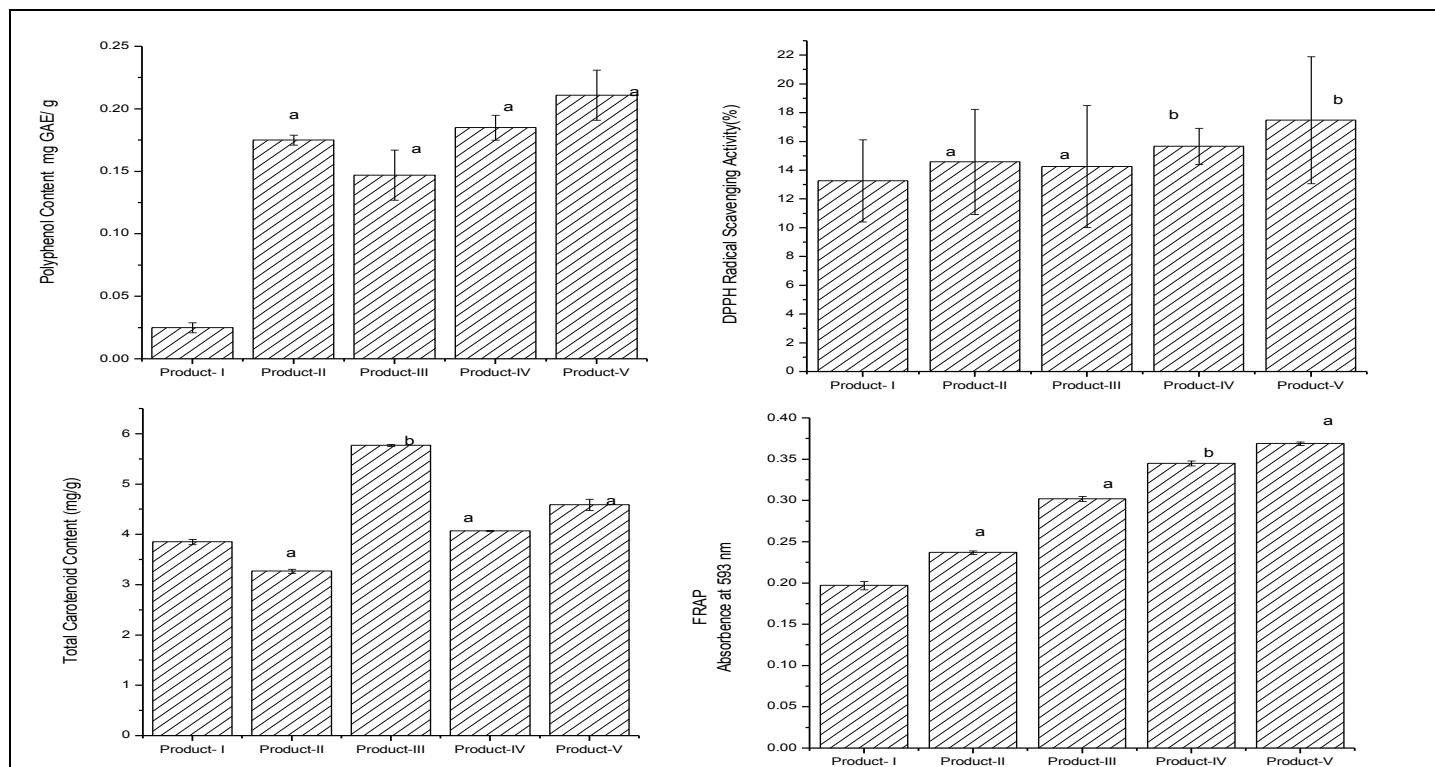 Polyphenol Content mg GAE/ g
0.25
0.20
0.15
0.10
0.05
0.00
a
a
a
a
Product- I Product-II Product-III Product-IV Product-V
DPPH Radical Scavenging Activity(%)
22
20
18
16
14
12
10
8
6
4
2
0
a
a
b
b
Product- I Product-II Product-III Product-IV Product-V
Total Carotenoid Content (mg/g)
6
5
4
3
2
1
0
a
b
a
a
Product- I Product-II Product-III Product-IV Product-V
FRAP
Absorbence at 593 nm
0.40
0.35
0.30
0.25
0.20
0.15
0.10
0.05
0.00
a
a
b
a
Product- I Product-II Product-III Product-IV Product-V